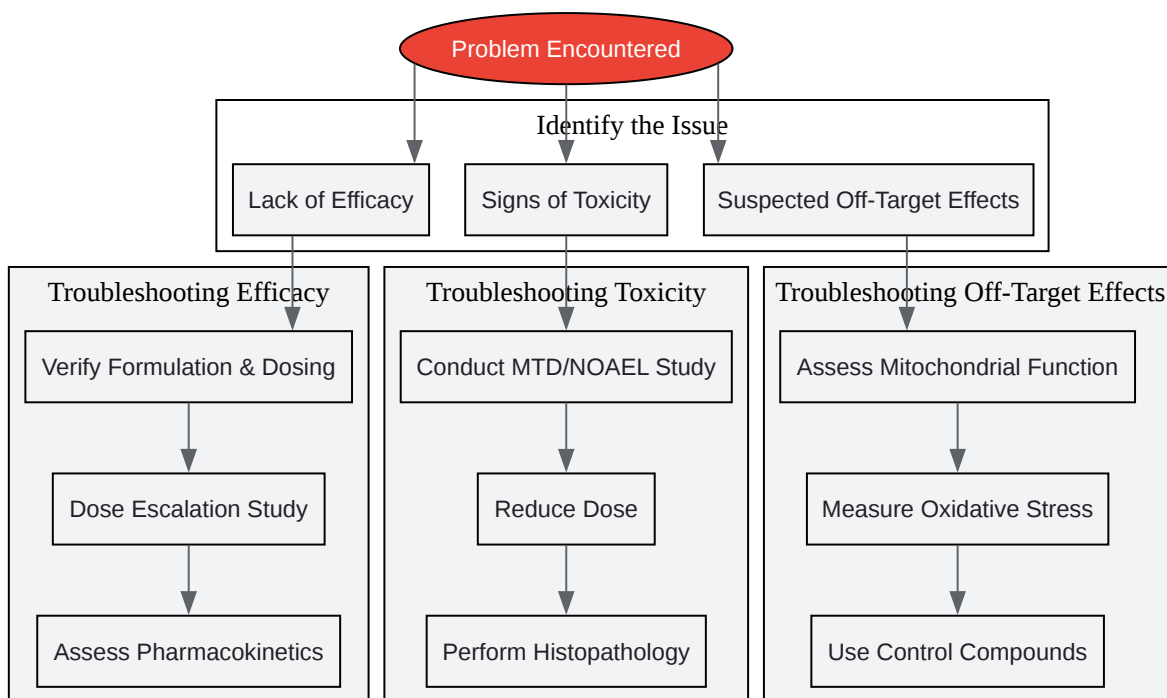 Problem Encountered
Identify the Issue
Lack of Efficacy
Signs of Toxicity
Suspected Off-Target Effects
Troubleshooting Efficacy
Verify Formulation & Dosing
Dose Escalation Study
Assess Pharmacokinetics
Troubleshooting Toxicity
Conduct MTD/NOAEL Study
Reduce Dose
Perform Histopathology
Troubleshooting Off-Target Effects
Assess Mitochondrial Function
Measure Oxidative Stress
Use Control Compounds